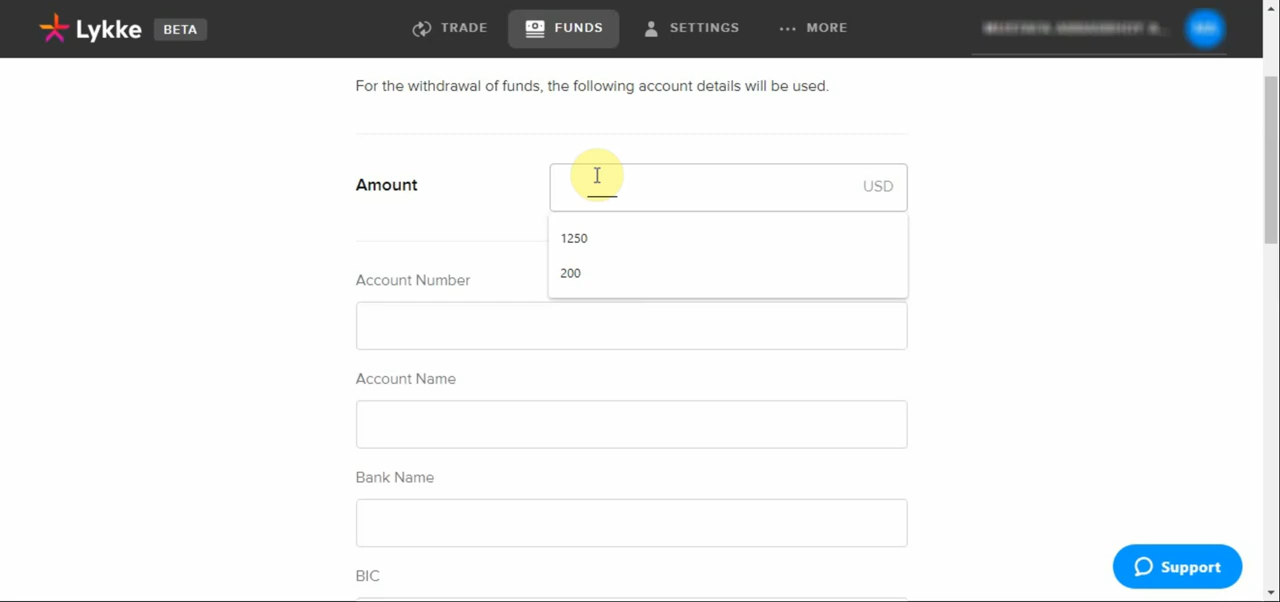 Lykke BETA TRADE FUNDS SETTINGS ... MORE
For the withdrawal of funds, the following account details will be used.
Amount USD
1250
200
Account Number
Account Name
Bank Name
BIC
Support